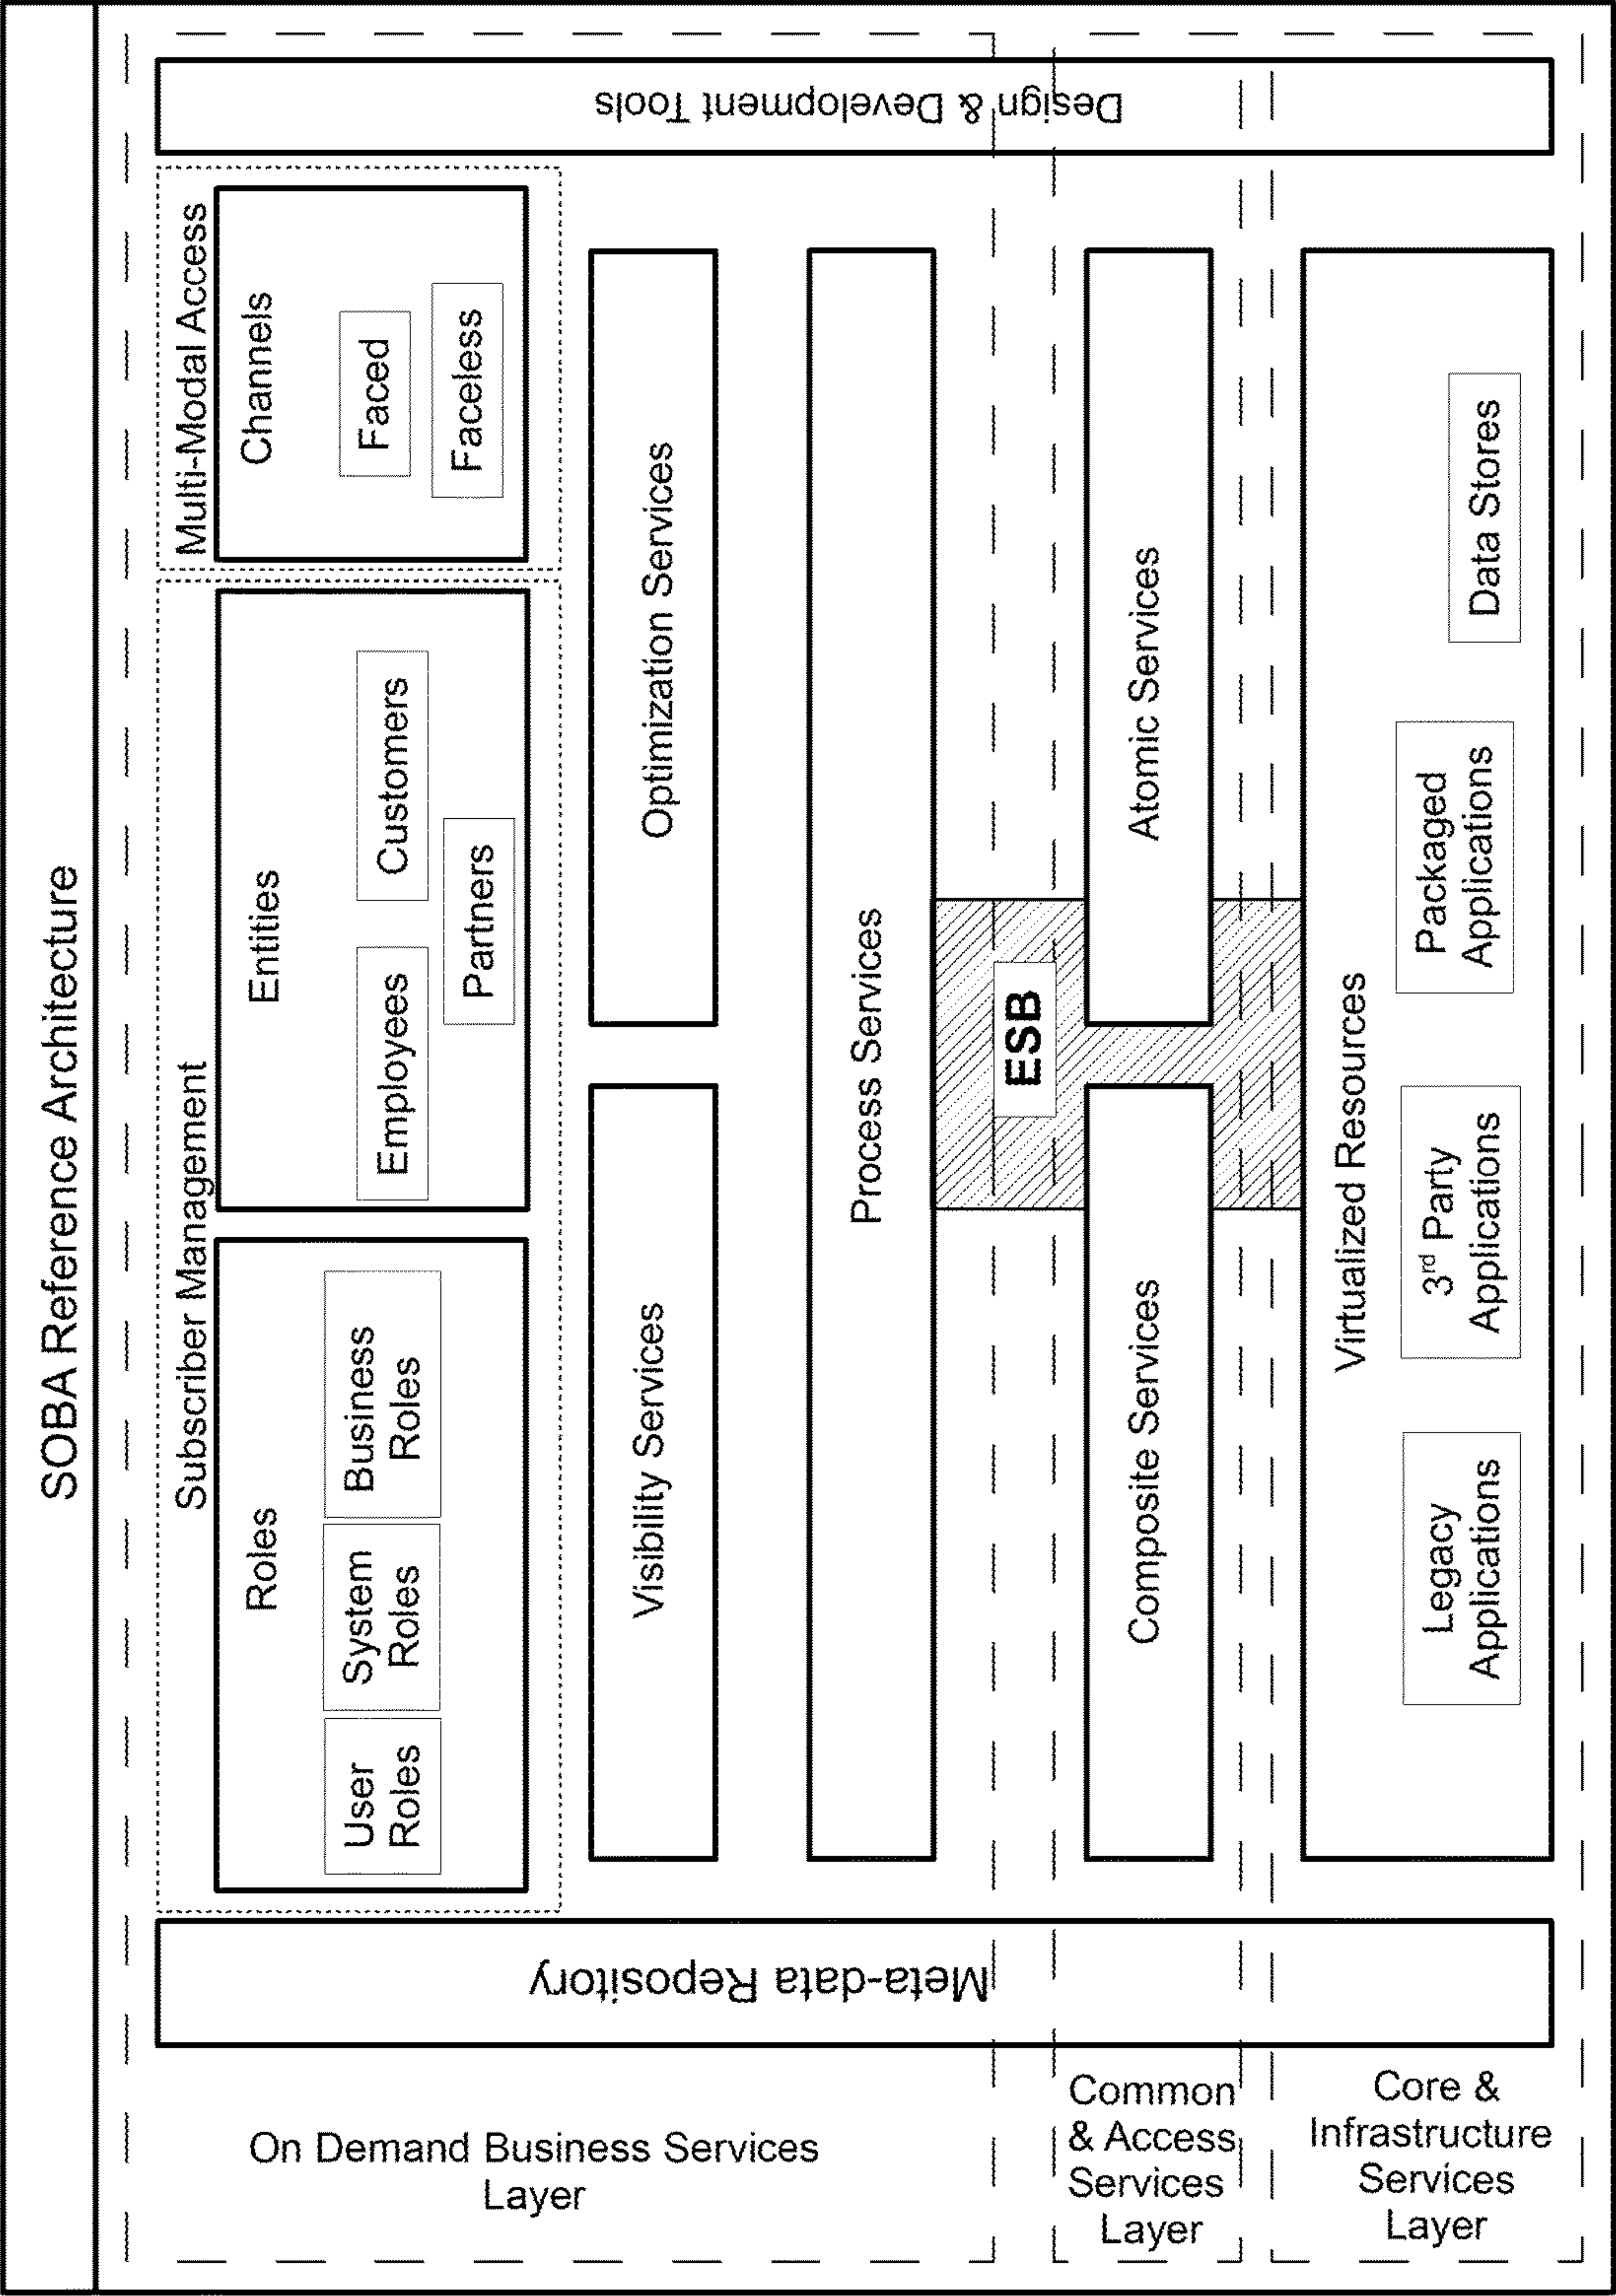 SOBA Reference Architecture
On Demand Business Services
Layer
Common
& Access
Services
Layer
Core &
Infrastructure
Services
Layer
Meta-data Repository
Subscriber Management
Roles
User
Roles
System
Roles
Business
Roles
Entities
Employees
Customers
Partners
Multi-Modal Access
Channels
Faced
Faceless
Visibility Services
Optimization Services
Process Services
ESB
Composite Services
Atomic Services
Virtualized Resources
Legacy
Applications
3rd Party
Applications
Packaged
Applications
Data Stores
Design & Development Tools